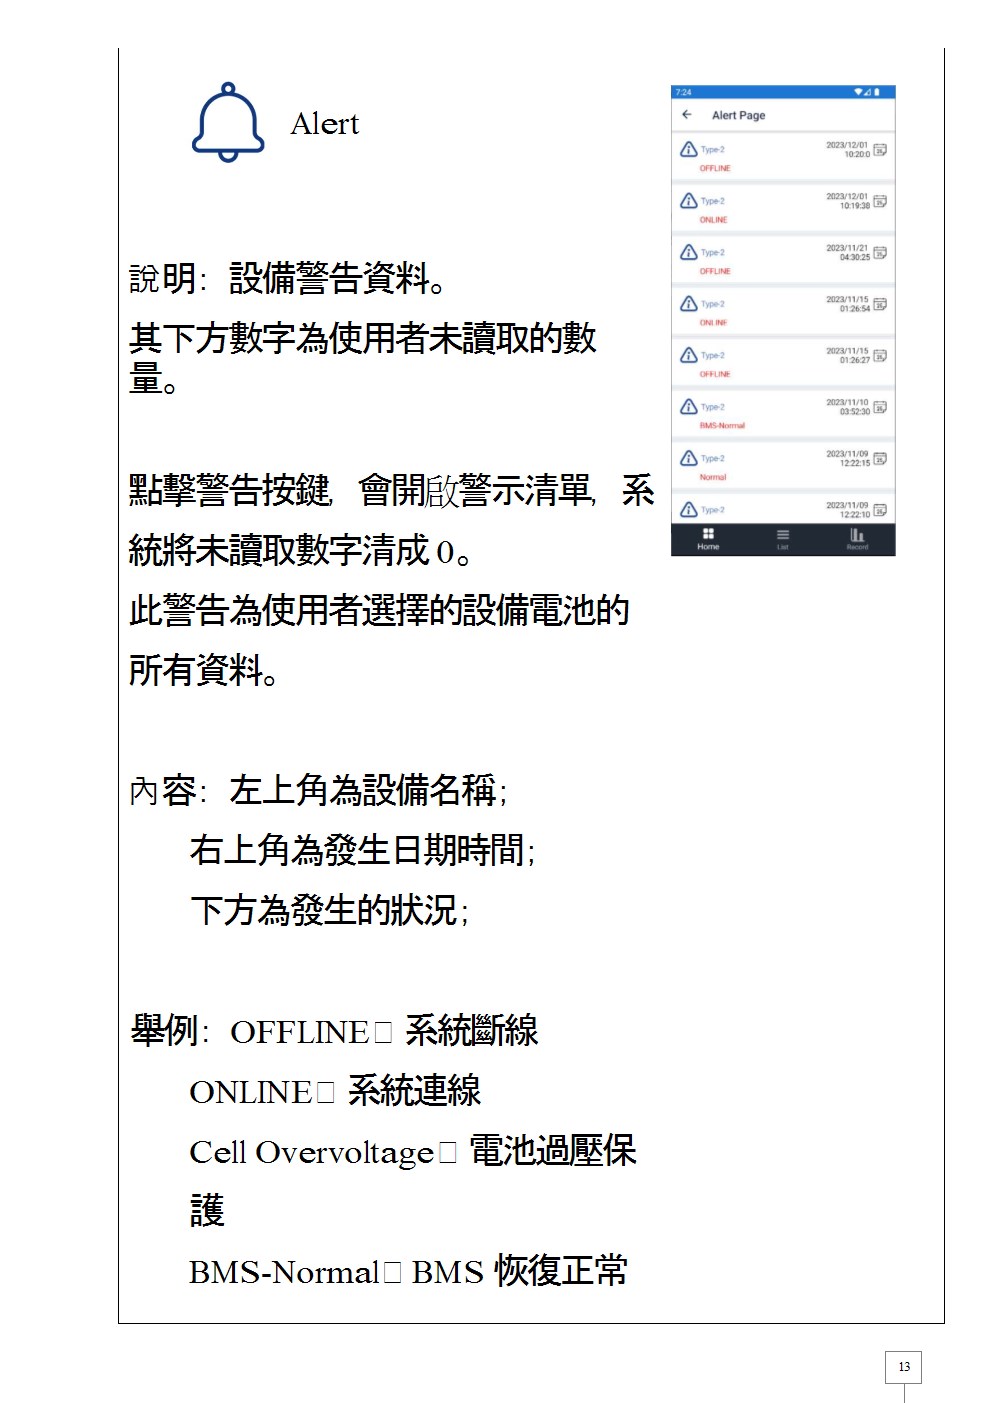 Alert
說明：設備警告資料。
其下方數字為使用者未讀取的數
量。
點擊警告按鍵，會開啟警示清單，系
統將未讀取數字清成 0。
此警告為使用者選擇的設備電池的
所有資料。
內容：左上角為設備名稱；
右上角為發生日期時間；
下方為發生的狀況；
舉例：OFFLINE□ 系統斷線
ONLINE□ 系統連線
Cell Overvoltage□ 電池過壓保
護
BMS-Normal□ BMS 恢復正常
7:24
Alert Page
Type-2 2023/12/01
10:20:0
OFFLINE
Type-2 2023/12/01
10:19:38
ONLINE
Type-2 2023/11/21
04:30:25
OFFLINE
Type-2 2023/11/15
01:26:54
ONLINE
Type-2 2023/11/15
01:26:27
OFFLINE
Type-2 2023/11/10
03:52:30
BMS-Normal
Type-2 2023/11/09
12:22:15
Normal
Type-2 2023/11/09
12:22:10
Home List Record
13